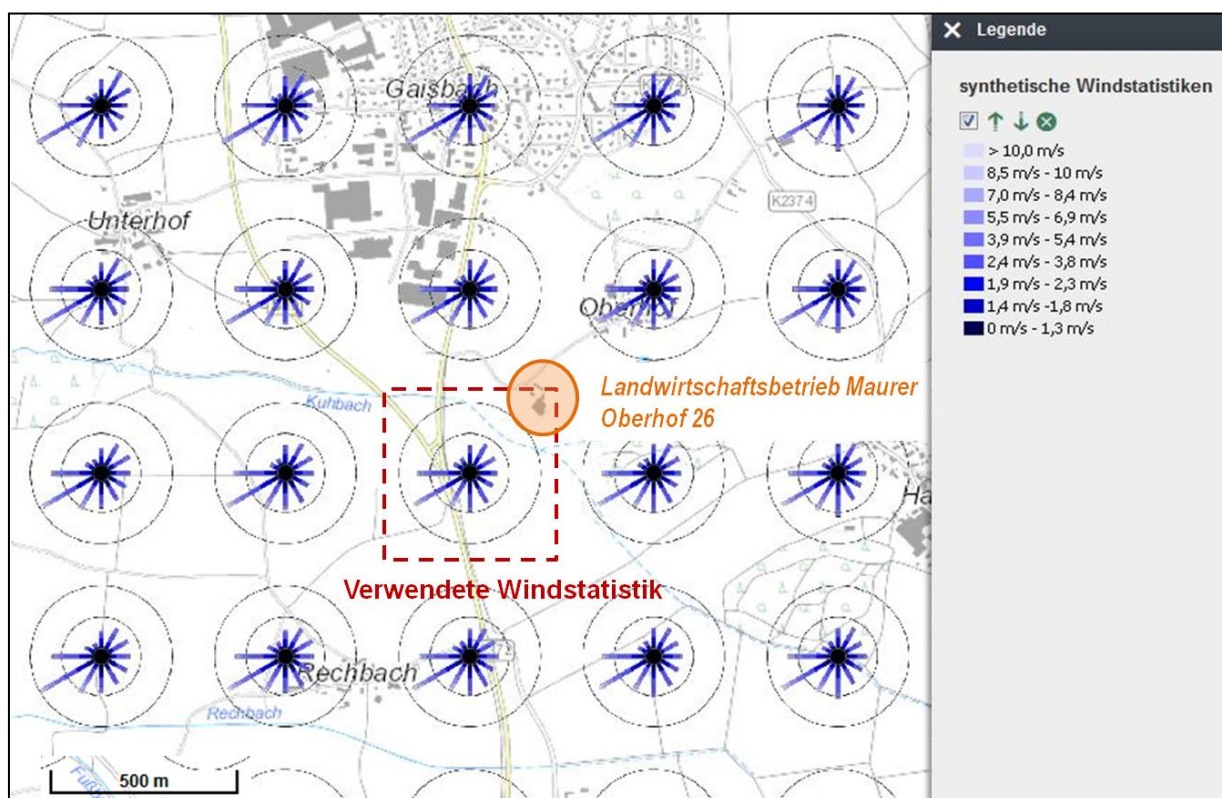 Legende
synthetische Windstatistiken
> 10,0 m/s
8,5 m/s - 10 m/s
7,0 m/s - 8,4 m/s
5,5 m/s - 6,9 m/s
3,9 m/s - 5,4 m/s
2,4 m/s - 3,8 m/s
1,9 m/s - 2,3 m/s
1,4 m/s -1,8 m/s
0 m/s - 1,3 m/s
Gaisbach
K2374
Unterhof
Oberhof
Landwirtschaftsbetrieb Maurer
Oberhof 26
Kuhbach
Ha
Verwendete Windstatistik
Rechbach
Rechbach
500 m